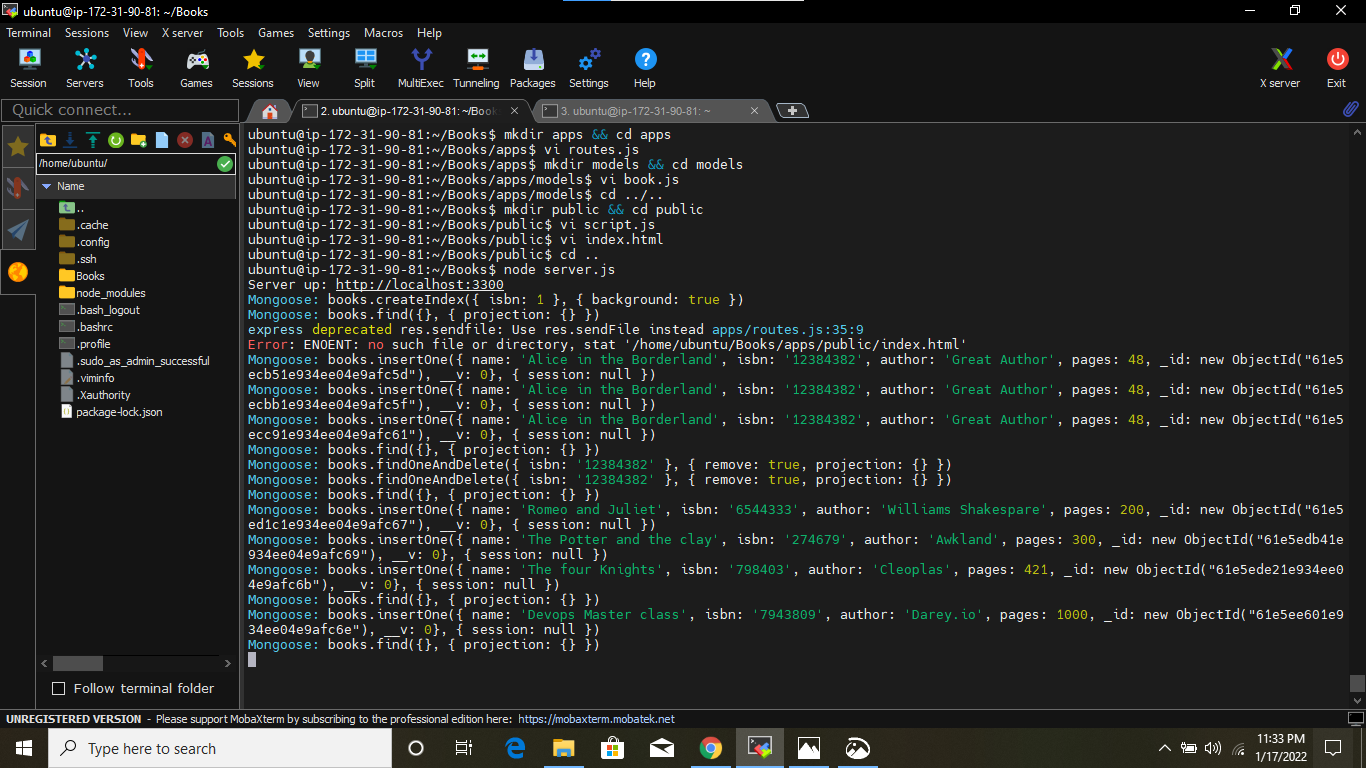 ubuntu@ip-172-31-90-81: ~/Books
Terminal Sessions View X server Tools Games Settings Macros Help
Session Servers Tools Games Sessions View Split MultiExec Tunneling Packages Settings Help X server Exit
Quick connect...
2. ubuntu@ip-172-31-90-81: ~/Book
3. ubuntu@ip-172-31-90-81: ~
/home/ubuntu/
Name
..
.cache
.config
.ssh
Books
node_modules
.bash_logout
.bashrc
.profile
.sudo_as_admin_successful
.viminfo
.Xauthority
package-lock.json
Follow terminal folder
ubuntu@ip-172-31-90-81:~/Books$ mkdir apps && cd apps
ubuntu@ip-172-31-90-81:~/Books/apps$ vi routes.js
ubuntu@ip-172-31-90-81:~/Books/apps$ mkdir models && cd models
ubuntu@ip-172-31-90-81:~/Books/apps/models$ vi book.js
ubuntu@ip-172-31-90-81:~/Books/apps/models$ cd ../..
ubuntu@ip-172-31-90-81:~/Books$ mkdir public && cd public
ubuntu@ip-172-31-90-81:~/Books/public$ vi script.js
ubuntu@ip-172-31-90-81:~/Books/public$ vi index.html
ubuntu@ip-172-31-90-81:~/Books/public$ cd ..
ubuntu@ip-172-31-90-81:~/Books$ node server.js
Server up: http://localhost:3300
Mongoose: books.createIndex({ isbn: 1 }, { background: true })
Mongoose: books.find({}, { projection: {} })
express deprecated res.sendfile: Use res.sendFile instead apps/routes.js:35:9
Error: ENOENT: no such file or directory, stat '/home/ubuntu/Books/apps/public/index.html'
Mongoose: books.insertOne({ name: 'Alice in the Borderland', isbn: '12384382', author: 'Great Author', pages: 48, _id: new ObjectId("61e5
ecb51e934ee04e9afc5d"), __v: 0}, { session: null })
Mongoose: books.insertOne({ name: 'Alice in the Borderland', isbn: '12384382', author: 'Great Author', pages: 48, _id: new ObjectId("61e5
ecbb1e934ee04e9afc5f"), __v: 0}, { session: null })
Mongoose: books.insertOne({ name: 'Alice in the Borderland', isbn: '12384382', author: 'Great Author', pages: 48, _id: new ObjectId("61e5
ecc91e934ee04e9afc61"), __v: 0}, { session: null })
Mongoose: books.find({}, { projection: {} })
Mongoose: books.findOneAndDelete({ isbn: '12384382' }, { remove: true, projection: {} })
Mongoose: books.findOneAndDelete({ isbn: '12384382' }, { remove: true, projection: {} })
Mongoose: books.find({}, { projection: {} })
Mongoose: books.insertOne({ name: 'Romeo and Juliet', isbn: '6544333', author: 'Williams Shakespare', pages: 200, _id: new ObjectId("61e5
ed1c1e934ee04e9afc67"), __v: 0}, { session: null })
Mongoose: books.insertOne({ name: 'The Potter and the clay', isbn: '274679', author: 'Awkland', pages: 300, _id: new ObjectId("61e5edb41e
934ee04e9afc69"), __v: 0}, { session: null })
Mongoose: books.insertOne({ name: 'The four Knights', isbn: '798403', author: 'Cleoplas', pages: 421, _id: new ObjectId("61e5ede21e934ee0
4e9afc6b"), __v: 0}, { session: null })
Mongoose: books.find({}, { projection: {} })
Mongoose: books.insertOne({ name: 'Devops Master class', isbn: '7943809', author: 'Darey.io', pages: 1000, _id: new ObjectId("61e5ee601e9
34ee04e9afc6e"), __v: 0}, { session: null })
Mongoose: books.find({}, { projection: {} })
UNREGISTERED VERSION - Please support MobaXterm by subscribing to the professional edition here: https://mobaxterm.mobatek.net
Type here to search
11:33 PM
1/17/2022